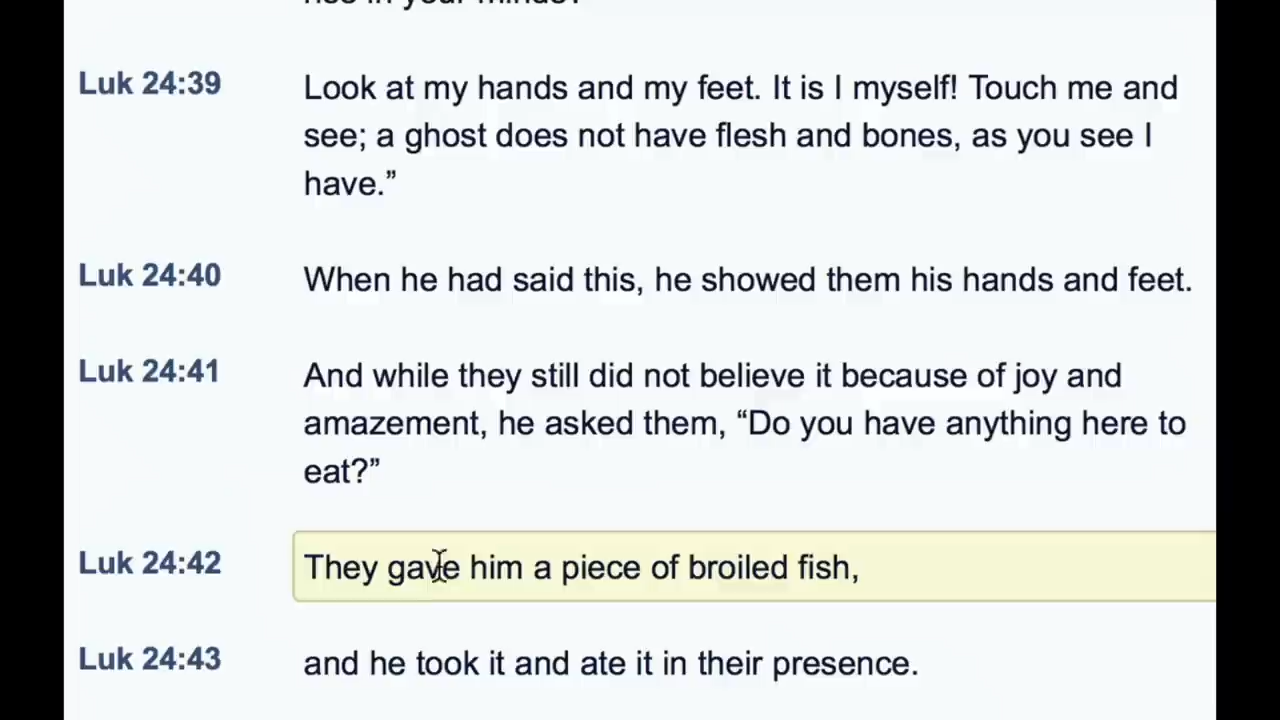 Luk 24:39 Look at my hands and my feet. It is I myself! Touch me and
see; a ghost does not have flesh and bones, as you see I
have.”
Luk 24:40 When he had said this, he showed them his hands and feet.
Luk 24:41 And while they still did not believe it because of joy and
amazement, he asked them, “Do you have anything here to
eat?”
Luk 24:42 They gave him a piece of broiled fish,
Luk 24:43 and he took it and ate it in their presence.